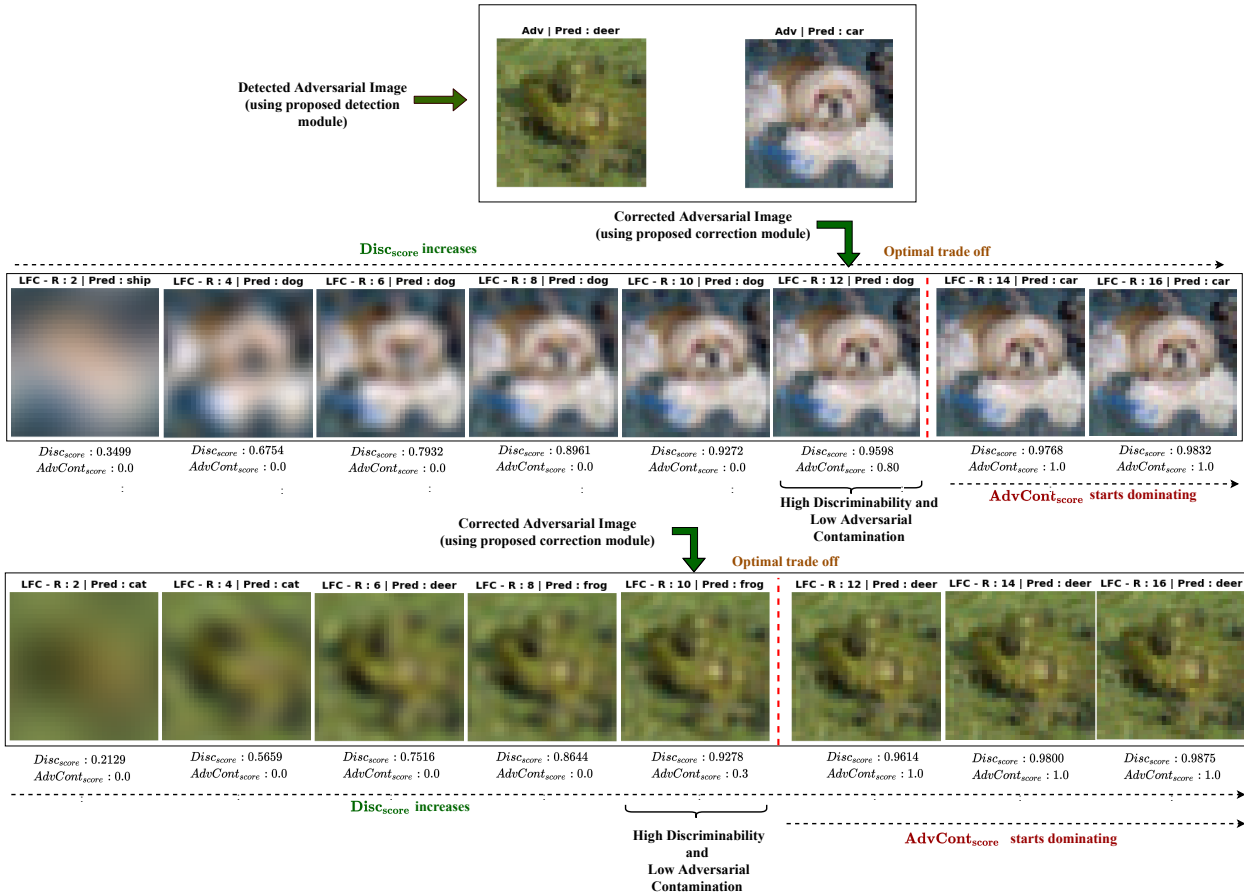 Adv | Pred : deer
Adv | Pred : car
Detected Adversarial Image
(using proposed detection
module)
Corrected Adversarial Image
(using proposed correction module)
Disc_score increases
Optimal trade off
LFC - R : 2 | Pred : ship
LFC - R : 4 | Pred : dog
LFC - R : 6 | Pred : dog
LFC - R : 8 | Pred : dog
LFC - R : 10 | Pred : dog
LFC - R : 12 | Pred : dog
LFC - R : 14 | Pred : car
LFC - R : 16 | Pred : car
Disc_score : 0.3499
AdvCont_score : 0.0
Disc_score : 0.6754
AdvCont_score : 0.0
Disc_score : 0.7932
AdvCont_score : 0.0
Disc_score : 0.8961
AdvCont_score : 0.0
Disc_score : 0.9272
AdvCont_score : 0.0
Disc_score : 0.9598
AdvCont_score : 0.80
Disc_score : 0.9768
AdvCont_score : 1.0
Disc_score : 0.9832
AdvCont_score : 1.0
High Discriminability and
Low Adversarial
Contamination
AdvCont_score starts dominating
Corrected Adversarial Image
(using proposed correction module)
Optimal trade off
LFC - R : 2 | Pred : cat
LFC - R : 4 | Pred : cat
LFC - R : 6 | Pred : deer
LFC - R : 8 | Pred : frog
LFC - R : 10 | Pred : frog
LFC - R : 12 | Pred : deer
LFC - R : 14 | Pred : deer
LFC - R : 16 | Pred : deer
Disc_score : 0.2129
AdvCont_score : 0.0
Disc_score : 0.5659
AdvCont_score : 0.0
Disc_score : 0.7516
AdvCont_score : 0.0
Disc_score : 0.8644
AdvCont_score : 0.0
Disc_score : 0.9278
AdvCont_score : 0.3
Disc_score : 0.9614
AdvCont_score : 1.0
Disc_score : 0.9800
AdvCont_score : 1.0
Disc_score : 0.9875
AdvCont_score : 1.0
Disc_score increases
High Discriminability
and
Low Adversarial
Contamination
AdvCont_score starts dominating